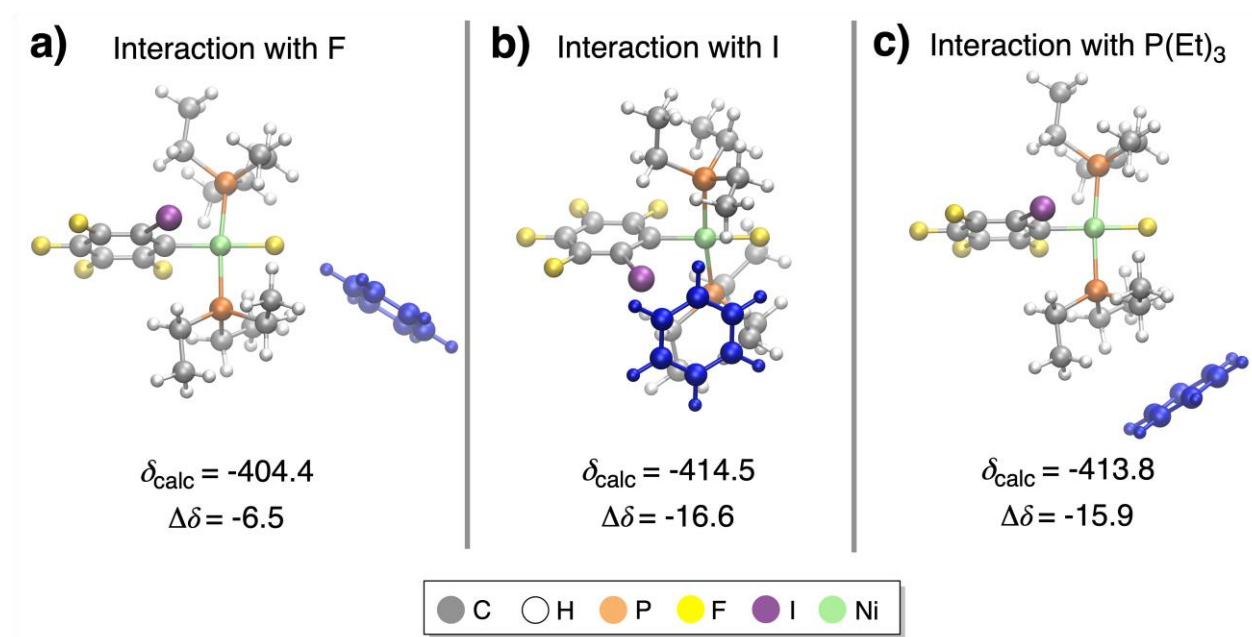 a) Interaction with F
δcalc = -404.4
Δδ = -6.5
b) Interaction with I
δcalc = -414.5
Δδ = -16.6
c) Interaction with P(Et)3
δcalc = -413.8
Δδ = -15.9
C H P F I Ni